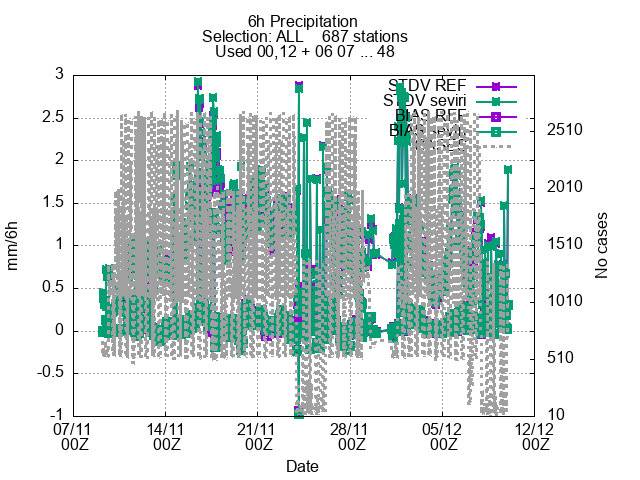 6h Precipitation
Selection: ALL 687 stations
Used 00,12 + 06 07 ... 48
STDV REF
STDV seviri
BIAS REF
BIAS seviri
3
2.5
2
1.5
1
0.5
0
-0.5
-1
2510
2010
1510
1010
510
10
mm/6h
No cases
07/11
00Z
14/11
00Z
21/11
00Z
28/11
00Z
05/12
00Z
12/12
00Z
Date